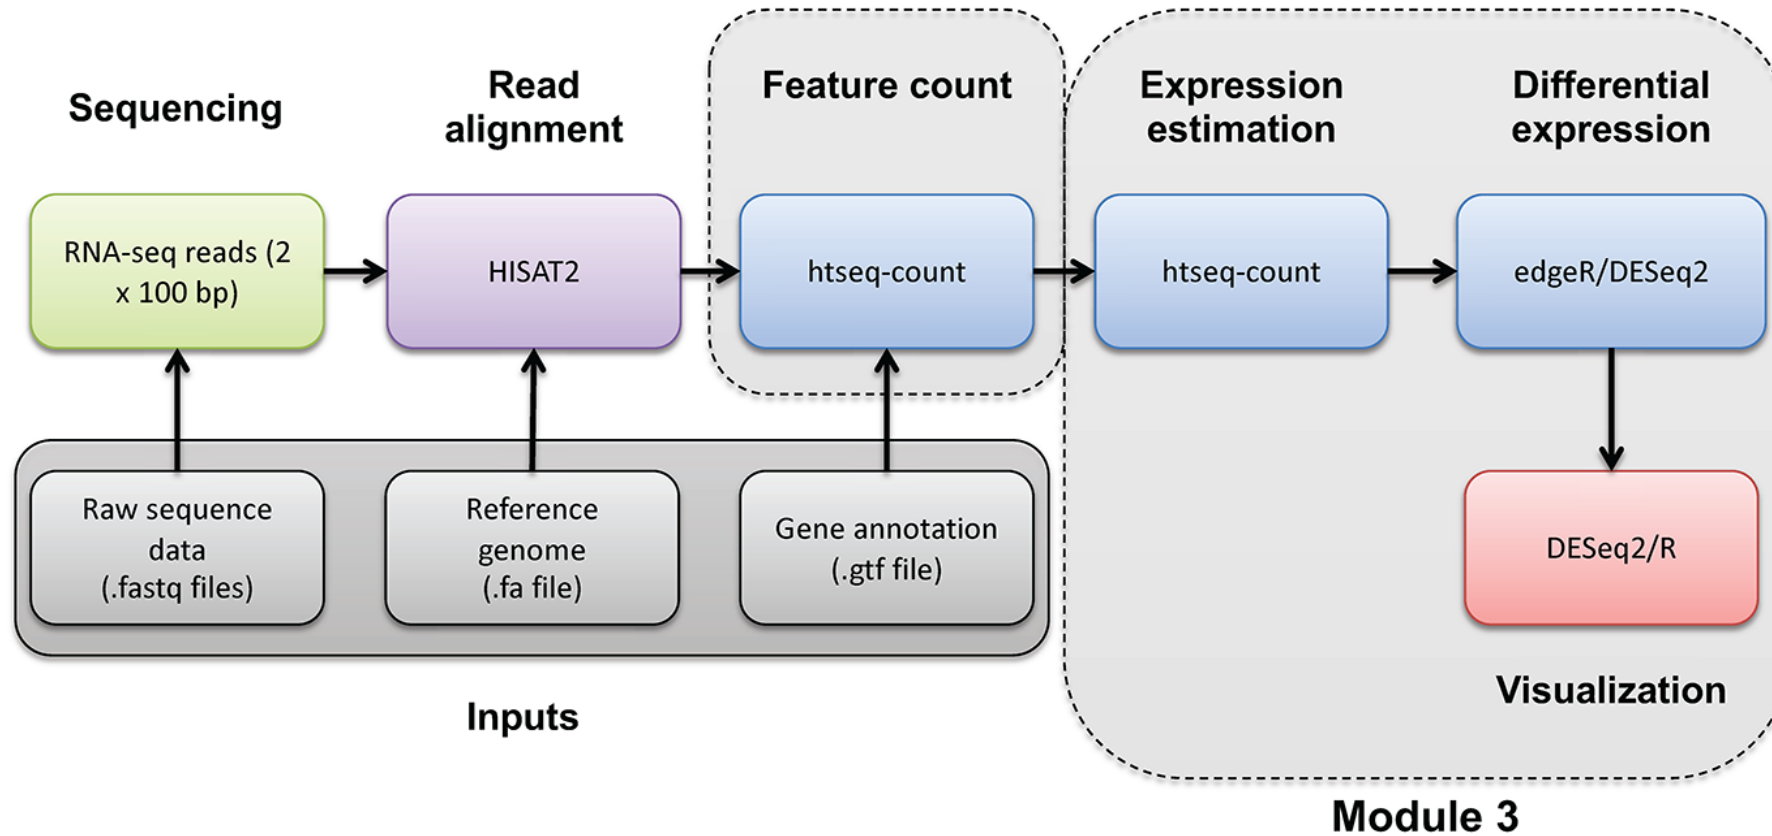 Sequencing
Read
alignment
Feature count
Expression
estimation
Differential
expression
RNA-seq reads (2
x 100 bp)
HISAT2
htseq-count
htseq-count
edgeR/DESeq2
Raw sequence
data
(.fastq files)
Reference
genome
(.fa file)
Gene annotation
(.gtf file)
DESeq2/R
Inputs
Visualization
Module 3